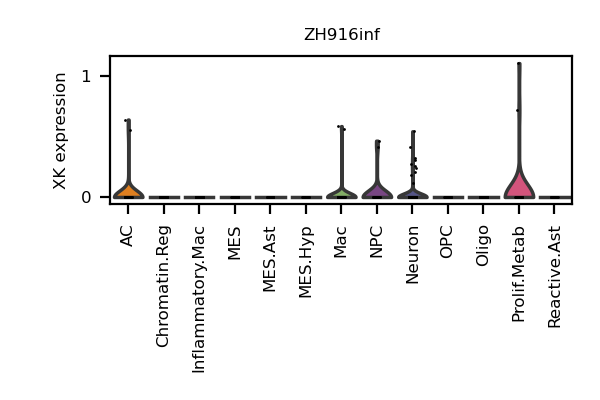 ZH916inf
XK expression
1
0
AC
Chromatin.Reg
Inflammatory.Mac
MES
MES.Ast
MES.Hyp
Mac
NPC
Neuron
OPC
Oligo
Prolif.Metab
Reactive.Ast